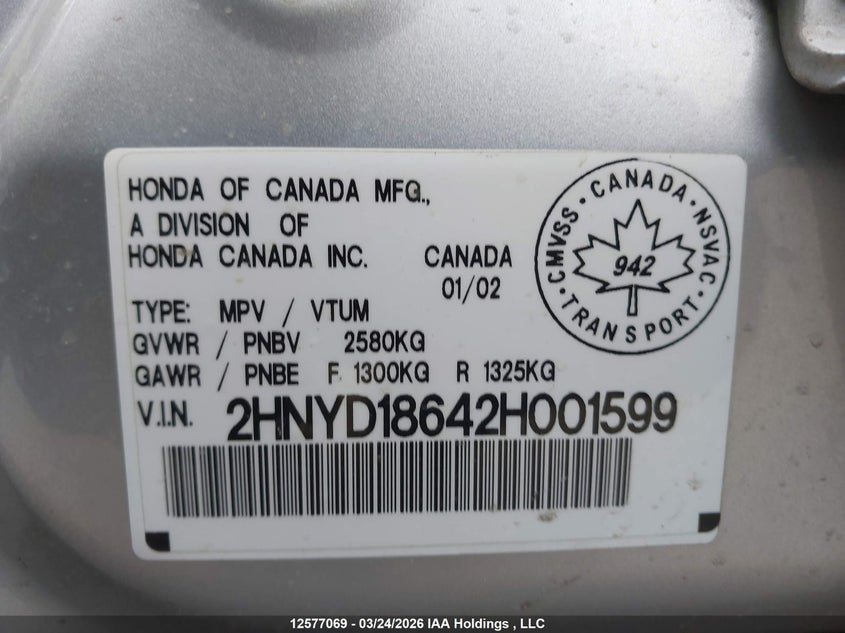 HONDA OF CANADA MFG.,
A DIVISION OF
HONDA CANADA INC. CANADA
01/02
TYPE: MPV / VTUM
GVWR / PNBV 2580KG
GAWR / PNBE F 1300KG R 1325KG
V.I.N. 2HNYD18642H001599
CMVSS · CANADA · NSVAC · TRANSPORT ·
942
12577069 - 03/24/2026 IAA Holdings , LLC